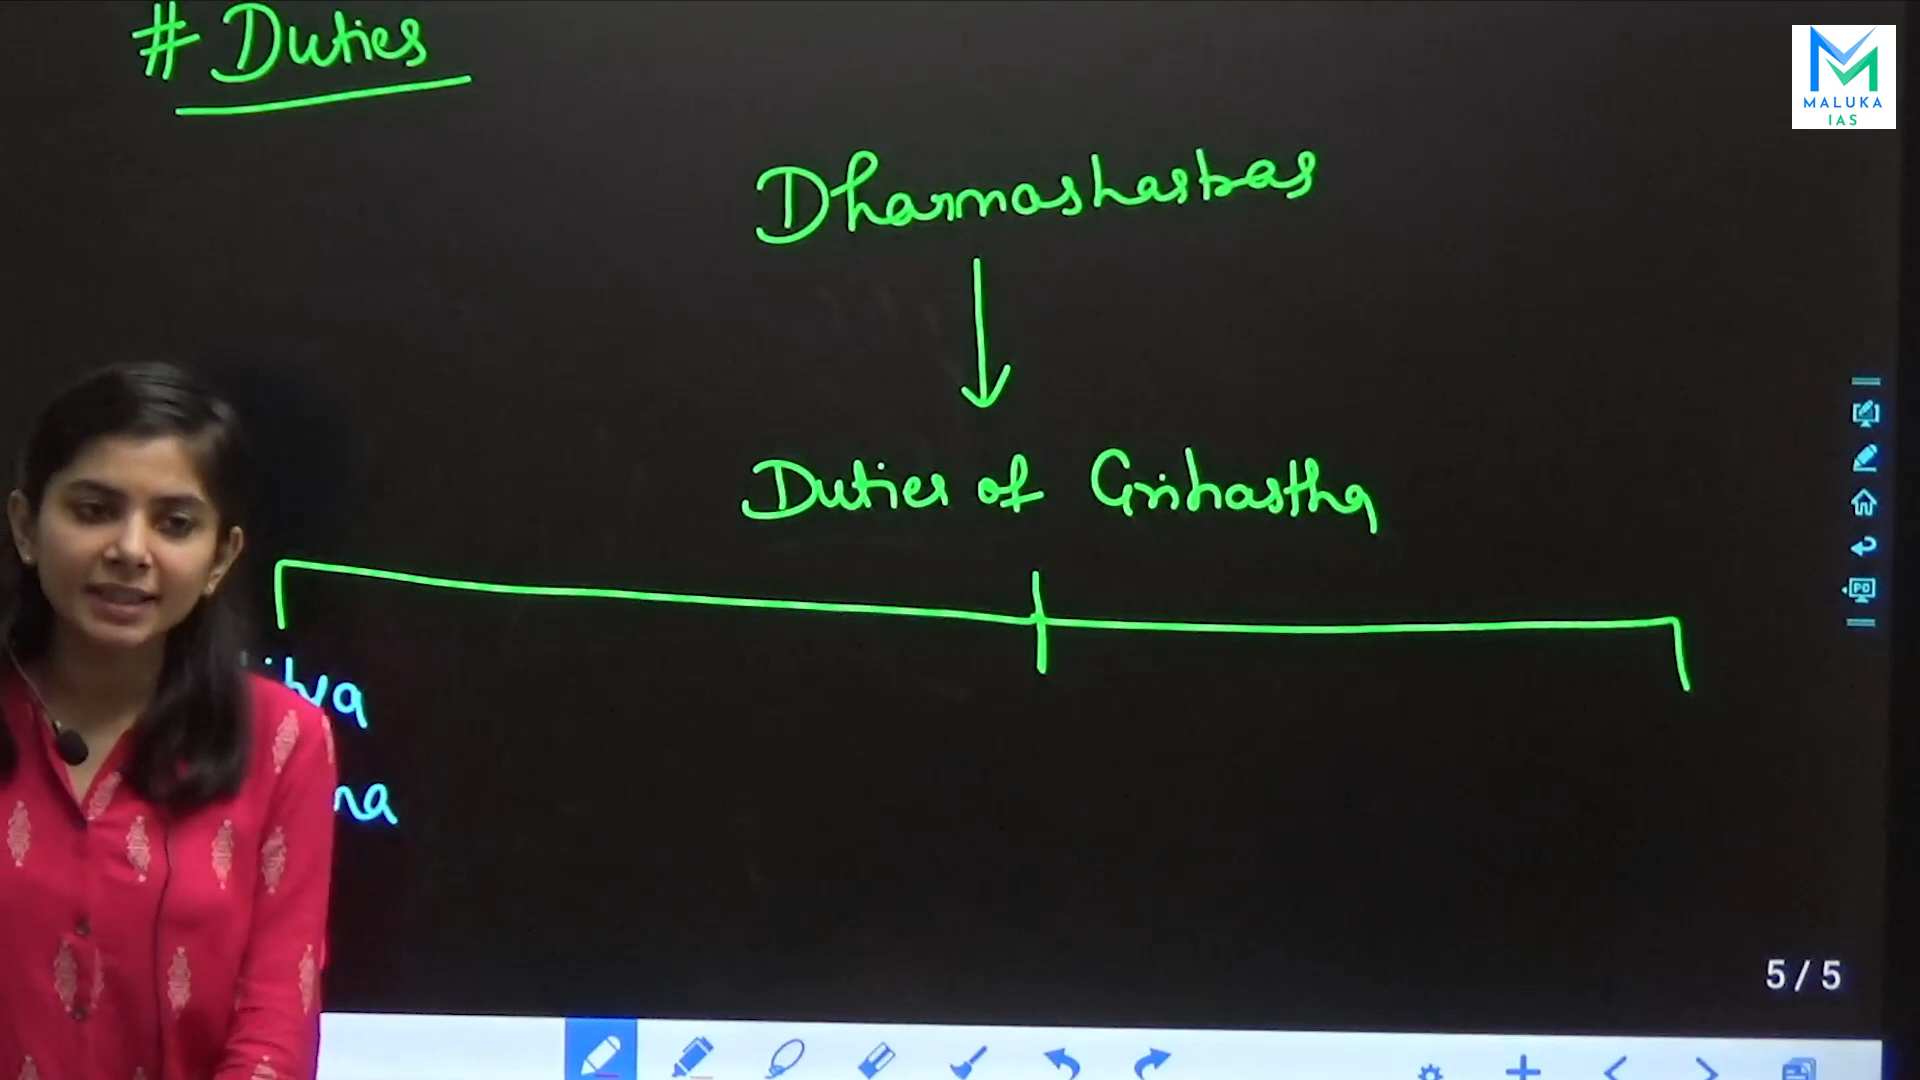 # Duties
MALUKA
IAS
Dharmashastras
Duties of Grihastha
5/5